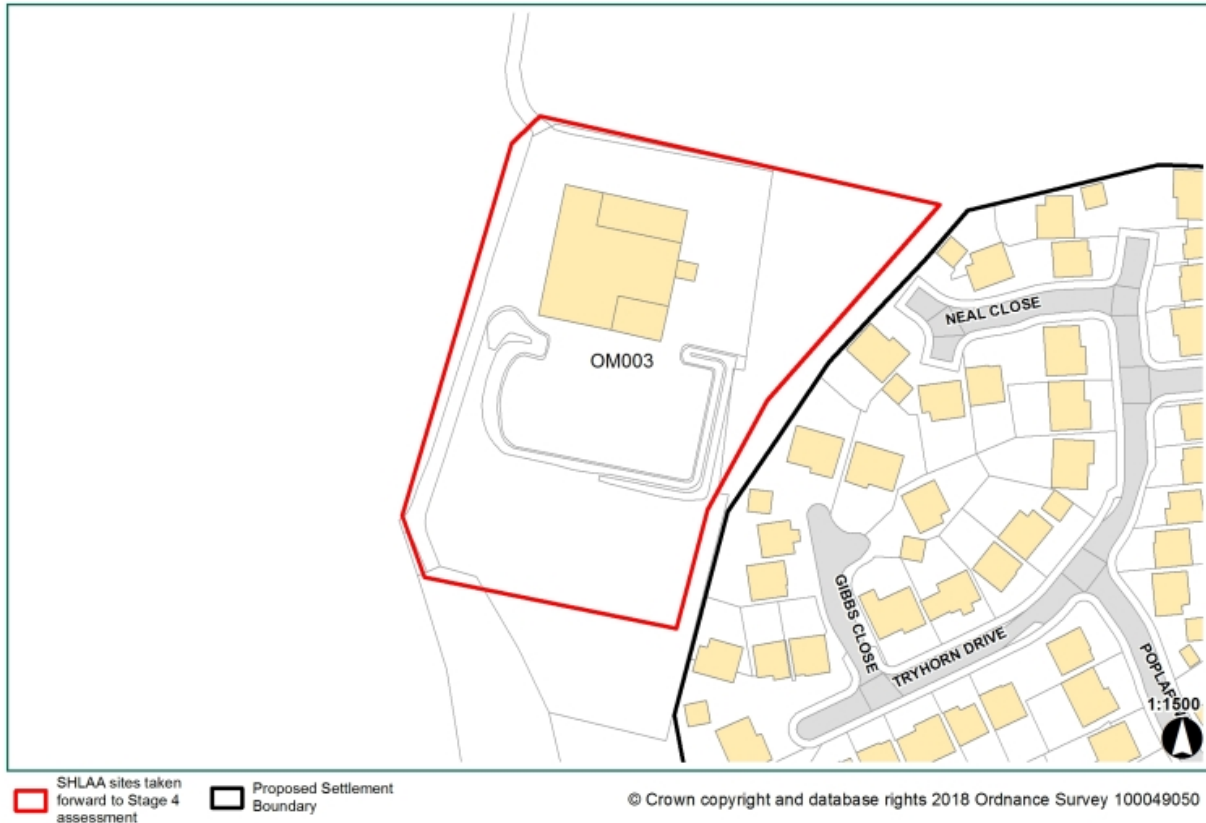 OM003
NEAL CLOSE
GIBBS CLOSE
TRYHORN DRIVE
1:1500
SHLAA sites taken
forward to Stage 4
assessment
Proposed Settlement
Boundary
© Crown copyright and database rights 2018 Ordnance Survey 100049050